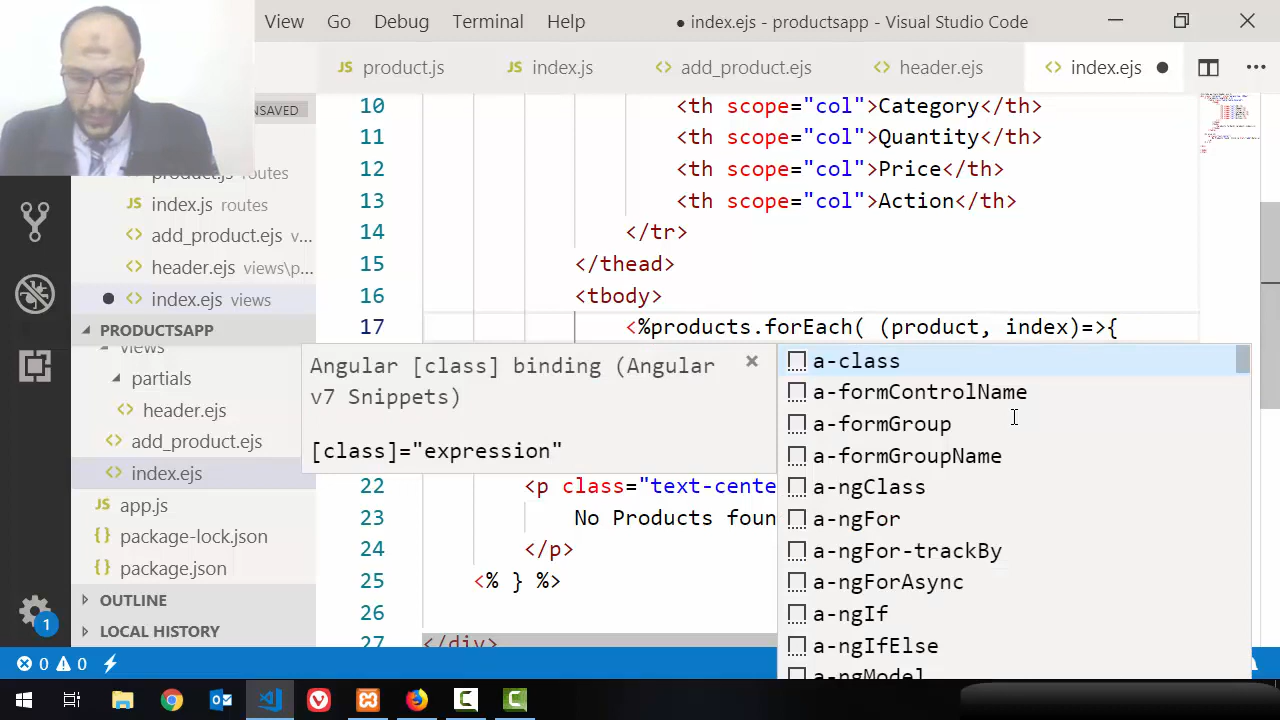 View Go Debug Terminal Help
● index.ejs - productsapp - Visual Studio Code
JS product.js
JS index.js
<> add_product.ejs
<> header.ejs
<> index.ejs ●
NSAVED
routes
index.js routes
<> add_product.ejs v...
<> header.ejs views\p...
● <> index.ejs views
PRODUCTSAPP
views
partials
<> header.ejs
<> add_product.ejs
<> index.ejs
JS app.js
{} package-lock.json
{} package.json
OUTLINE
LOCAL HISTORY
10 <th scope="col">Category</th>
11 <th scope="col">Quantity</th>
12 <th scope="col">Price</th>
13 <th scope="col">Action</th>
14 </tr>
15 </thead>
16 <tbody>
17 <%products.forEach( (product, index)=>{
Angular [class] binding (Angular
v7 Snippets)
[class]="expression"
a-class
a-formControlName
a-formGroup
a-formGroupName
a-ngClass
a-ngFor
a-ngFor-trackBy
a-ngForAsync
a-ngIf
a-ngIfElse
a-ngModel
22 <p class="text-cente
23 No Products foun
24 </p>
25 <% } %>
26
27 </div>
1
0 0